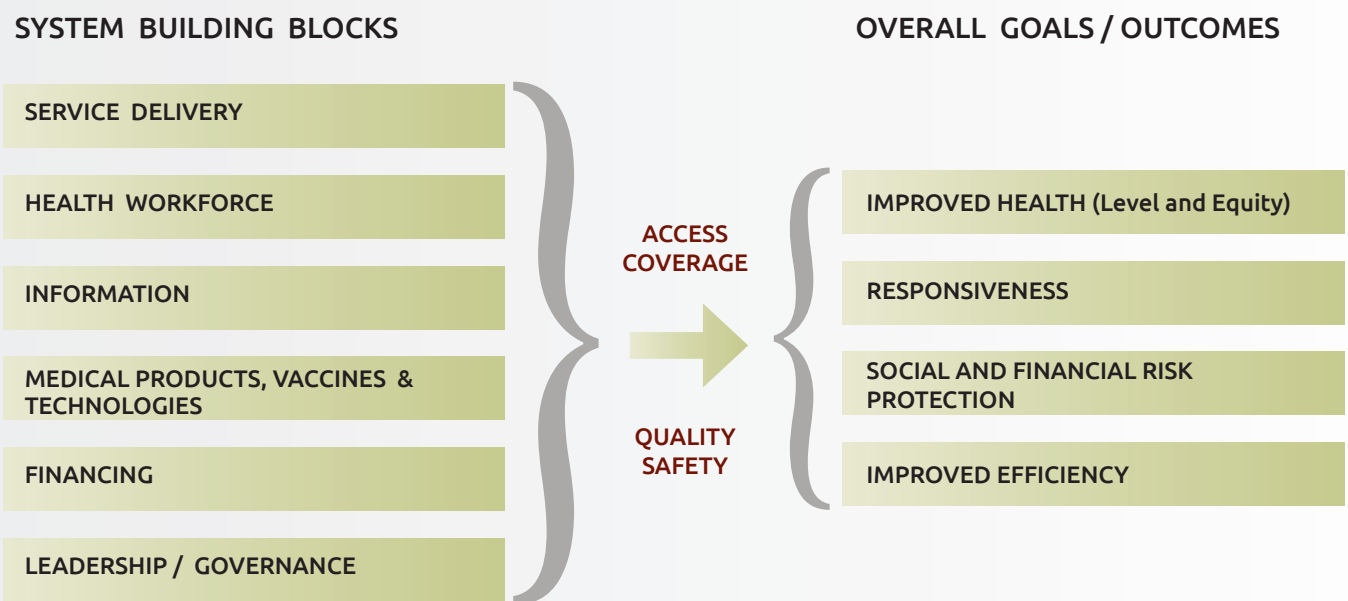 SYSTEM BUILDING BLOCKS
SERVICE DELIVERY
HEALTH WORKFORCE
INFORMATION
MEDICAL PRODUCTS, VACCINES &
TECHNOLOGIES
FINANCING
LEADERSHIP / GOVERNANCE
ACCESS
COVERAGE
QUALITY
SAFETY
OVERALL GOALS / OUTCOMES
IMPROVED HEALTH (Level and Equity)
RESPONSIVENESS
SOCIAL AND FINANCIAL RISK
PROTECTION
IMPROVED EFFICIENCY